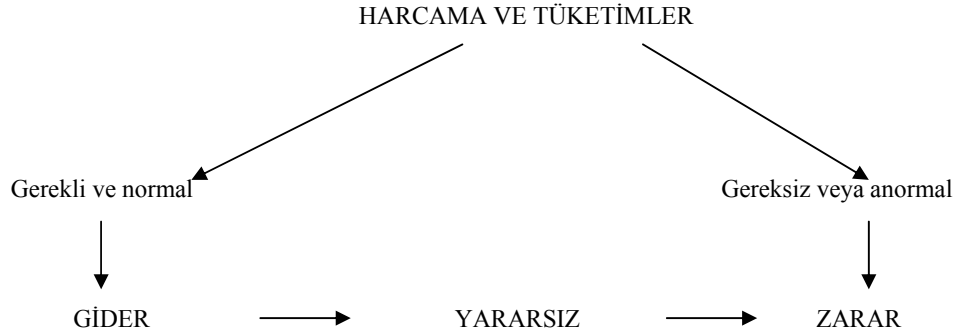 HARCAMA VE TÜKETİMLER
Gerekli ve normal
Gereksiz veya anormal
GİDER
YARARSIZ
ZARAR